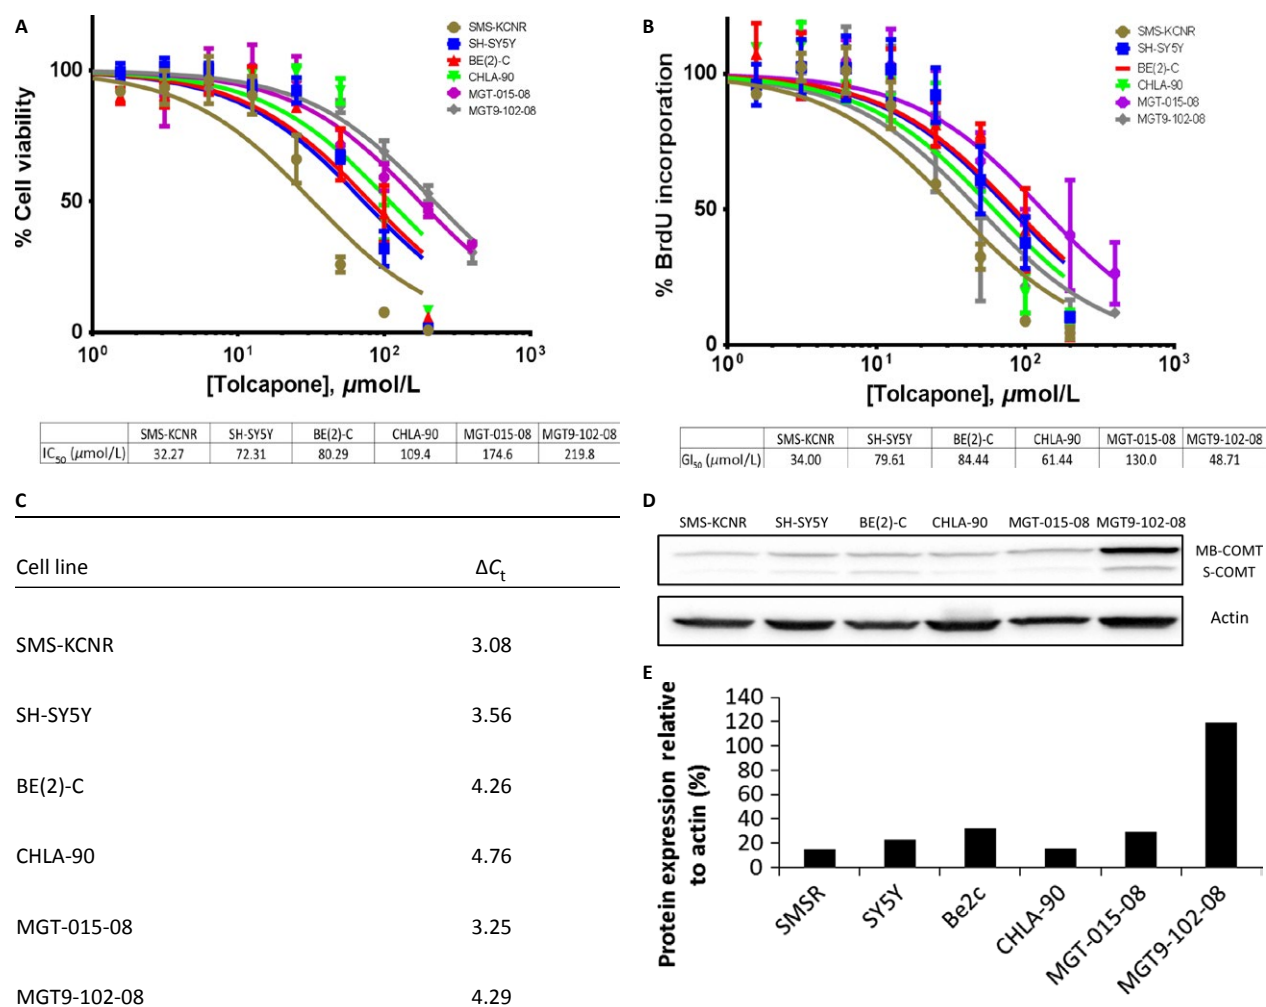 A
% Cell viability
100
50
0
10⁰
10¹
10²
10³
[Tolcapone], µmol/L
SMS-KCNR
SH-SY5Y
BE(2)-C
CHLA-90
MGT-015-08
MGT9-102-08
SMS-KCNR SH-SY5Y BE(2)-C CHLA-90 MGT-015-08 MGT9-102-08
IC₅₀ (µmol/L) 32.27 72.31 80.29 109.4 174.6 219.8
B
% BrdU incorporation
100
50
0
10⁰
10¹
10²
10³
[Tolcapone], µmol/L
SMS-KCNR
SH-SY5Y
BE(2)-C
CHLA-90
MGT-015-08
MGT9-102-08
SMS-KCNR SH-SY5Y BE(2)-C CHLA-90 MGT-015-08 MGT9-102-08
GI₅₀ (µmol/L) 34.00 79.61 84.44 61.44 130.0 48.71
C
Cell line ΔCₜ
SMS-KCNR 3.08
SH-SY5Y 3.56
BE(2)-C 4.26
CHLA-90 4.76
MGT-015-08 3.25
MGT9-102-08 4.29
D
SMS-KCNR SH-SY5Y BE(2)-C CHLA-90 MGT-015-08 MGT9-102-08
MB-COMT
S-COMT
Actin
E
Protein expression relative
to actin (%)
140
120
100
80
60
40
20
0
SMSR
SY5Y
Be2c
CHLA-90
MGT-015-08
MGT9-102-08